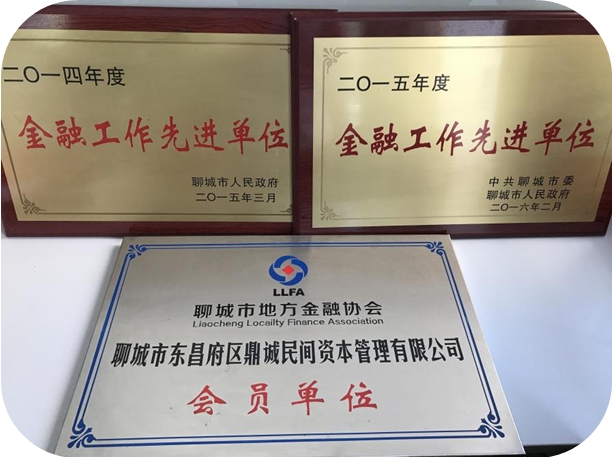 二〇一四年度
金融工作先进单位
聊城市人民政府
二〇一五年三月
二〇一五年度
金融工作先进单位
中共聊城市委
聊城市人民政府
二〇一六年二月
LLFA
聊城市地方金融协会
Liaocheng Locailty Finance Association
聊城市东昌府区鼎诚民间资本管理有限公司
会员单位